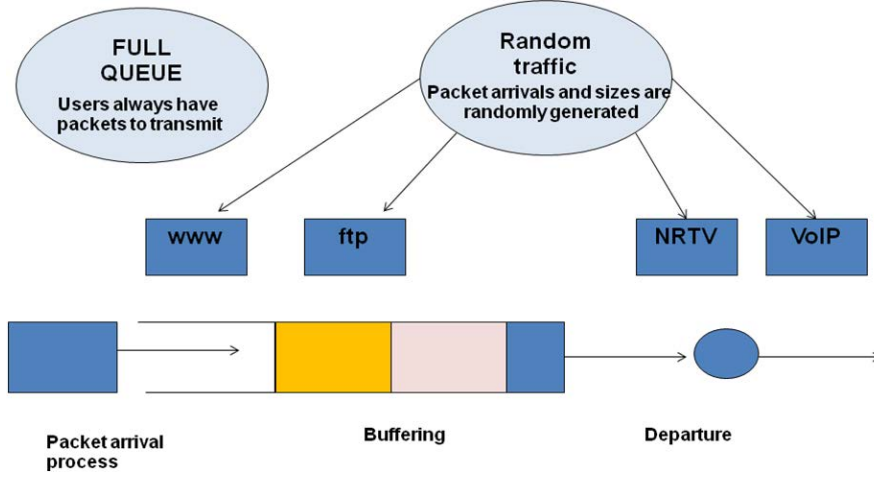 FULL
QUEUE
Users always have
packets to transmit
Random
traffic
Packet arrivals and sizes are
randomly generated
www
ftp
NRTV
VoIP
Packet arrival
process
Buffering
Departure